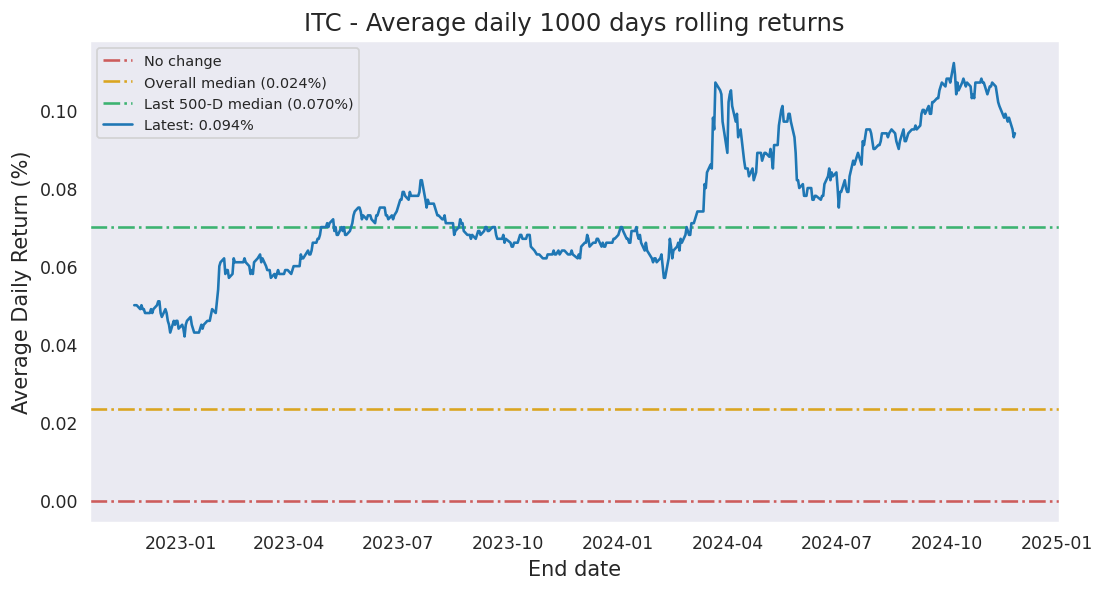 ITC - Average daily 1000 days rolling returns
No change
Overall median (0.024%)
Last 500-D median (0.070%)
Latest: 0.094%
Average Daily Return (%)
0.10
0.08
0.06
0.04
0.02
0.00
2023-01 2023-04 2023-07 2023-10 2024-01 2024-04 2024-07 2024-10 2025-01
End date